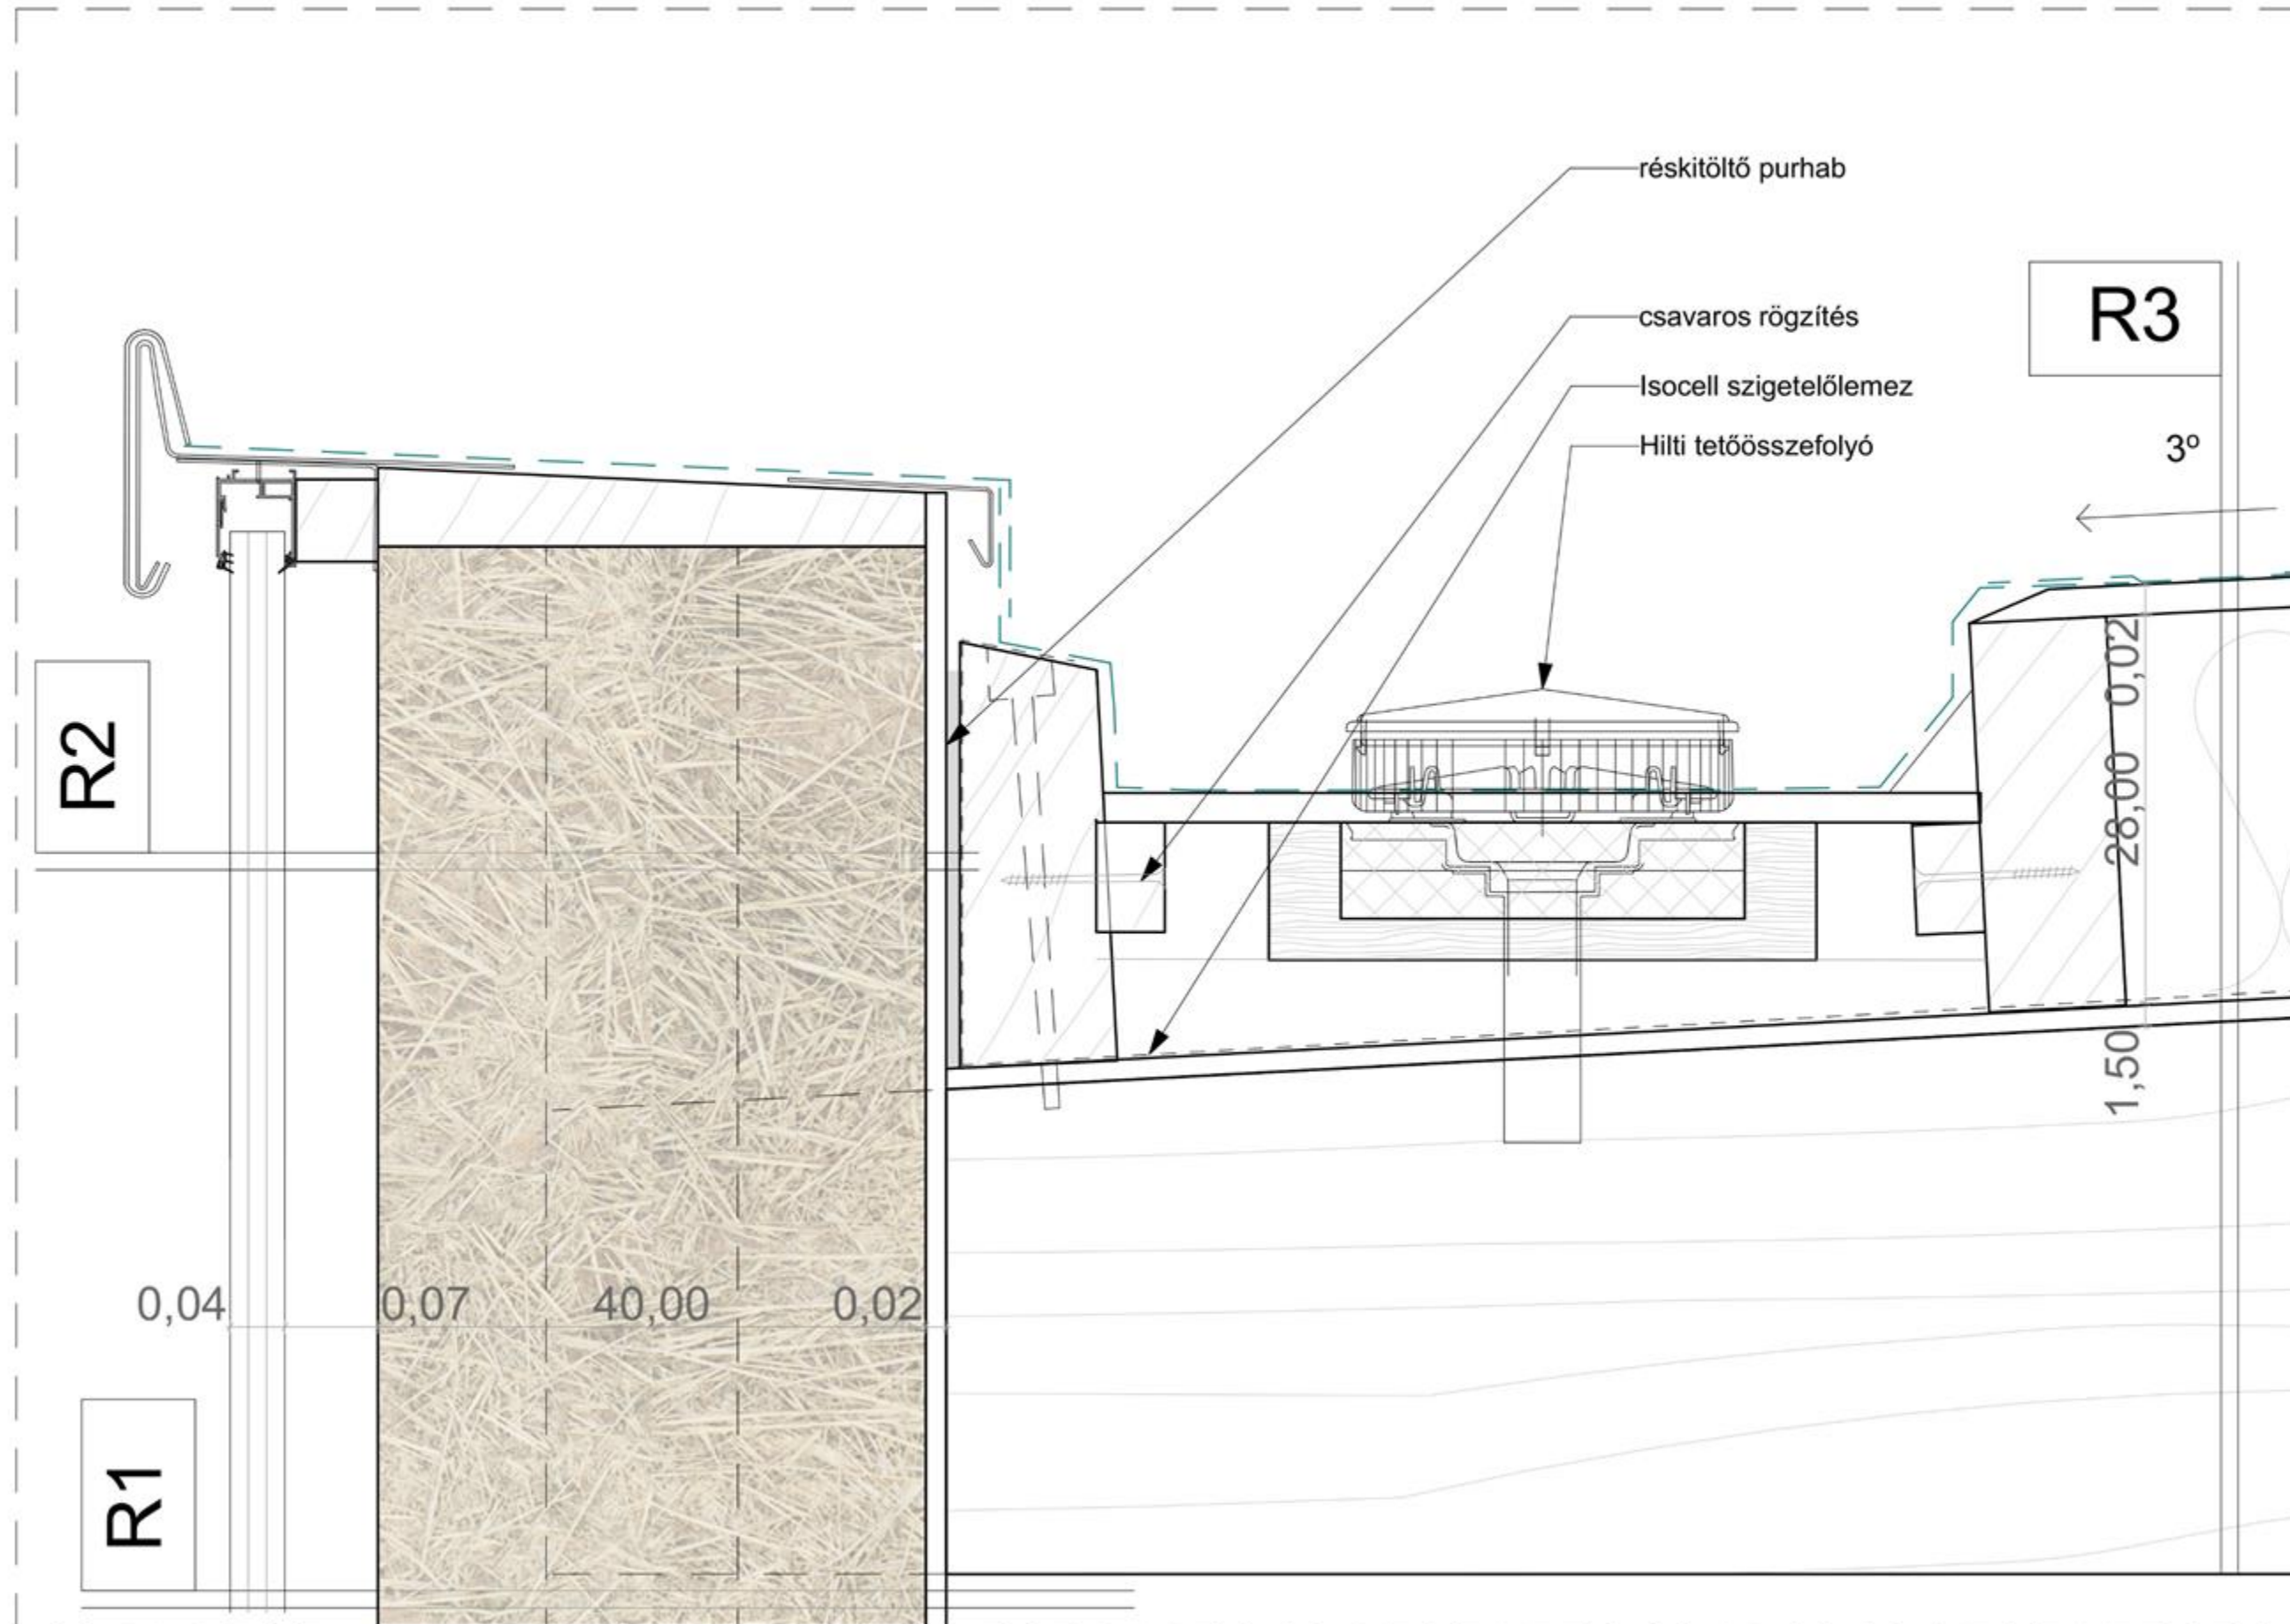 réskitöltő purhab
csavaros rögzítés
Isocell szigetelőlemez
Hilti tetőösszefolyó
R3
3º
R2
0,02
28,00
1,50
0,04
0,07
40,00
0,02
R1